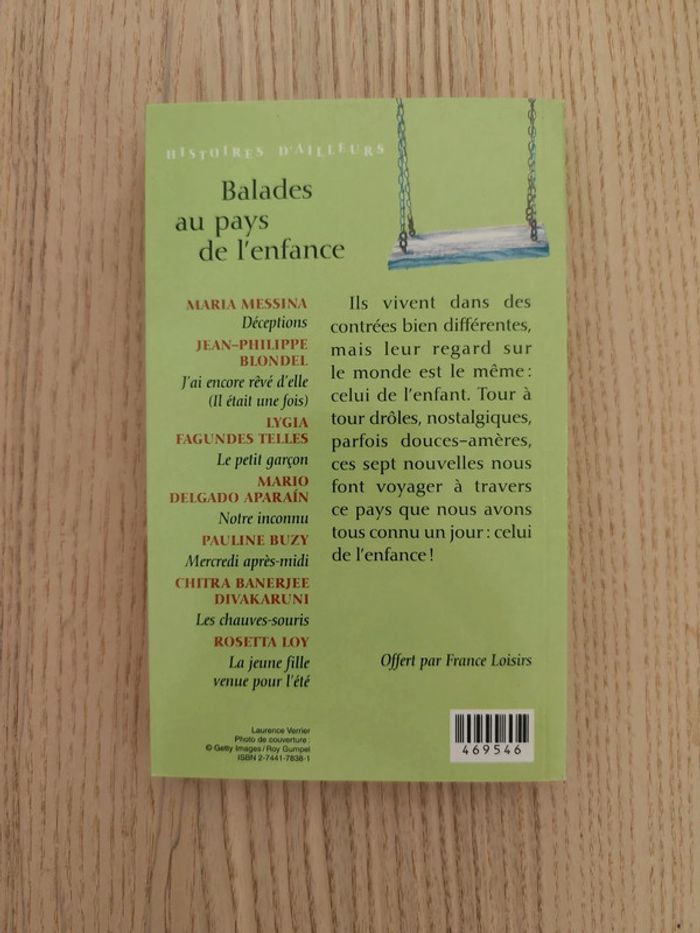 HISTOIRES D'AILLEURS
Balades
au pays
de l'enfance
MARIA MESSINA
Déceptions
JEAN–PHILIPPE
BLONDEL
J'ai encore rêvé d'elle
(Il était une fois)
LYGIA
FAGUNDES TELLES
Le petit garçon
MARIO
DELGADO APARAÍN
Notre inconnu
PAULINE BUZY
Mercredi après-midi
CHITRA BANERJEE
DIVAKARUNI
Les chauves-souris
ROSETTA LOY
La jeune fille
venue pour l'été
Ils vivent dans des
contrées bien différentes,
mais leur regard sur
le monde est le même :
celui de l'enfant. Tour à
tour drôles, nostalgiques,
parfois douces–amères,
ces sept nouvelles nous
font voyager à travers
ce pays que nous avons
tous connu un jour : celui
de l'enfance !
Offert par France Loisirs
Laurence Verrier
Photo de couverture :
© Getty Images / Roy Gumpel
ISBN 2-7441-7838-1
469546